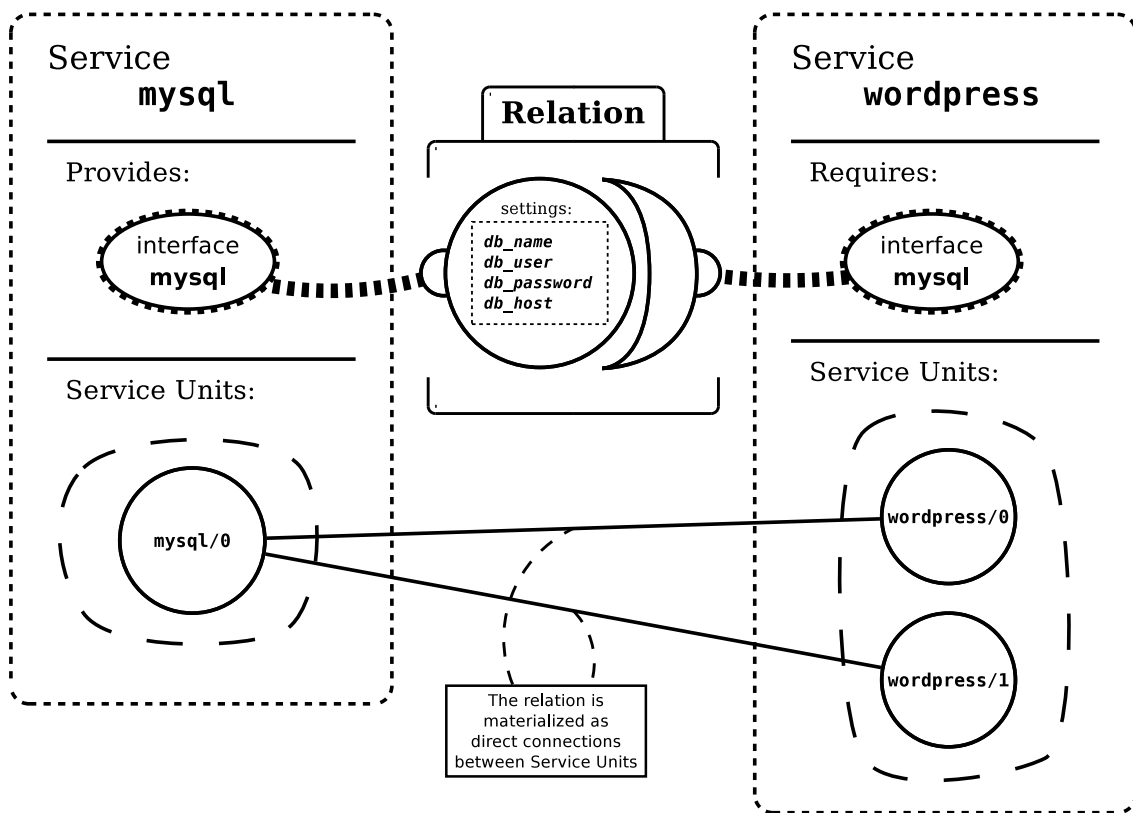 Service
mysql
Provides:
interface
mysql
Service Units:
mysql/0
Relation
settings:
db_name
db_user
db_password
db_host
The relation is
materialized as
direct connections
between Service Units
Service
wordpress
Requires:
interface
mysql
Service Units:
wordpress/0
wordpress/1